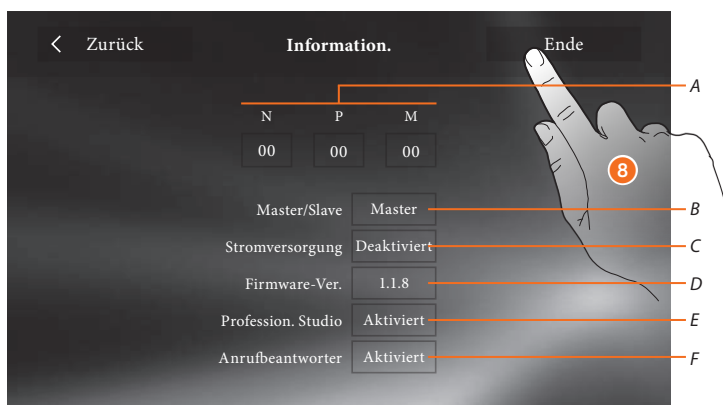 Zurück Information. Ende
A
N P M
00 00 00
8
Master/Slave Master B
Stromversorgung Deaktiviert C
Firmware-Ver. 1.1.8 D
Profession. Studio Aktiviert E
Anrufbeantworter Aktiviert F